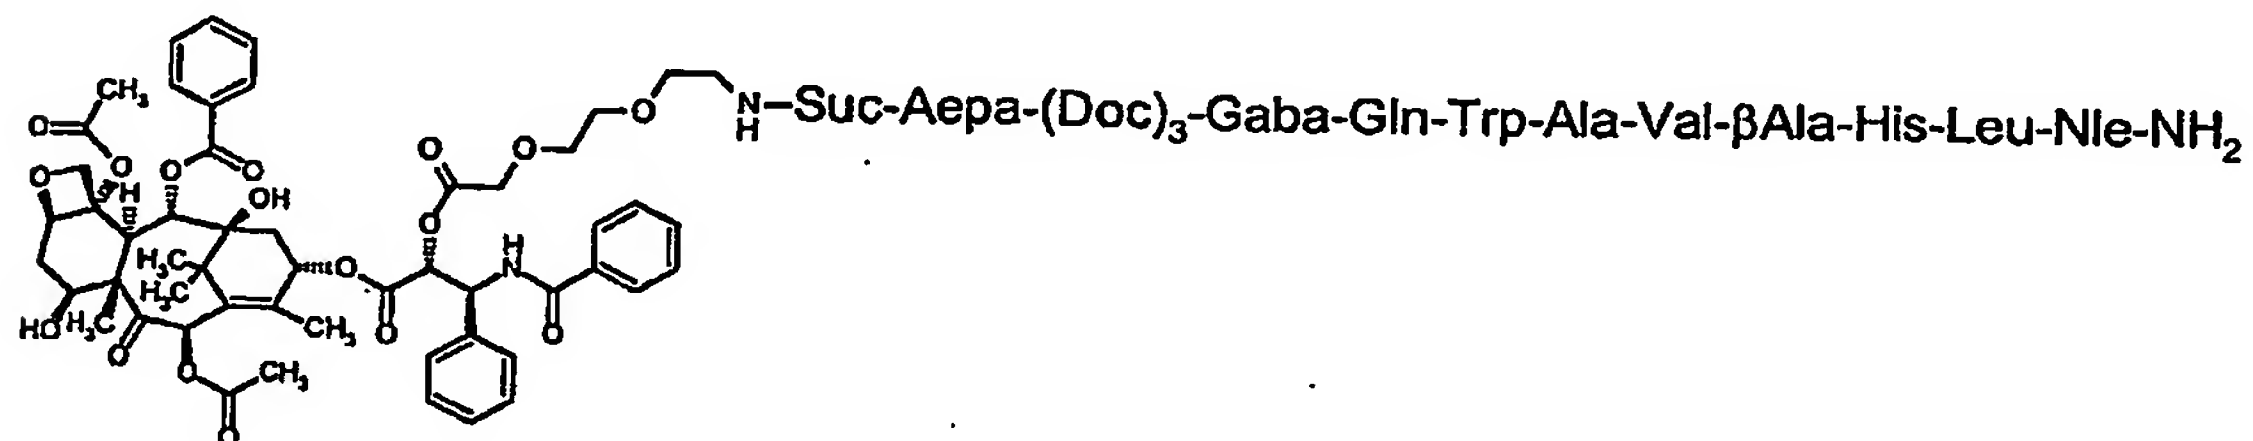 CH3
O
O
O
O
O
H
OH
O
O
O
O
N
H
–Suc-Aepa-(Doc)3-Gaba-Gln-Trp-Ala-Val-βAla-His-Leu-Nle-NH2
H3C
H3C
O
O
H
N
O
HO
H3C
O
CH3
O
CH3
O